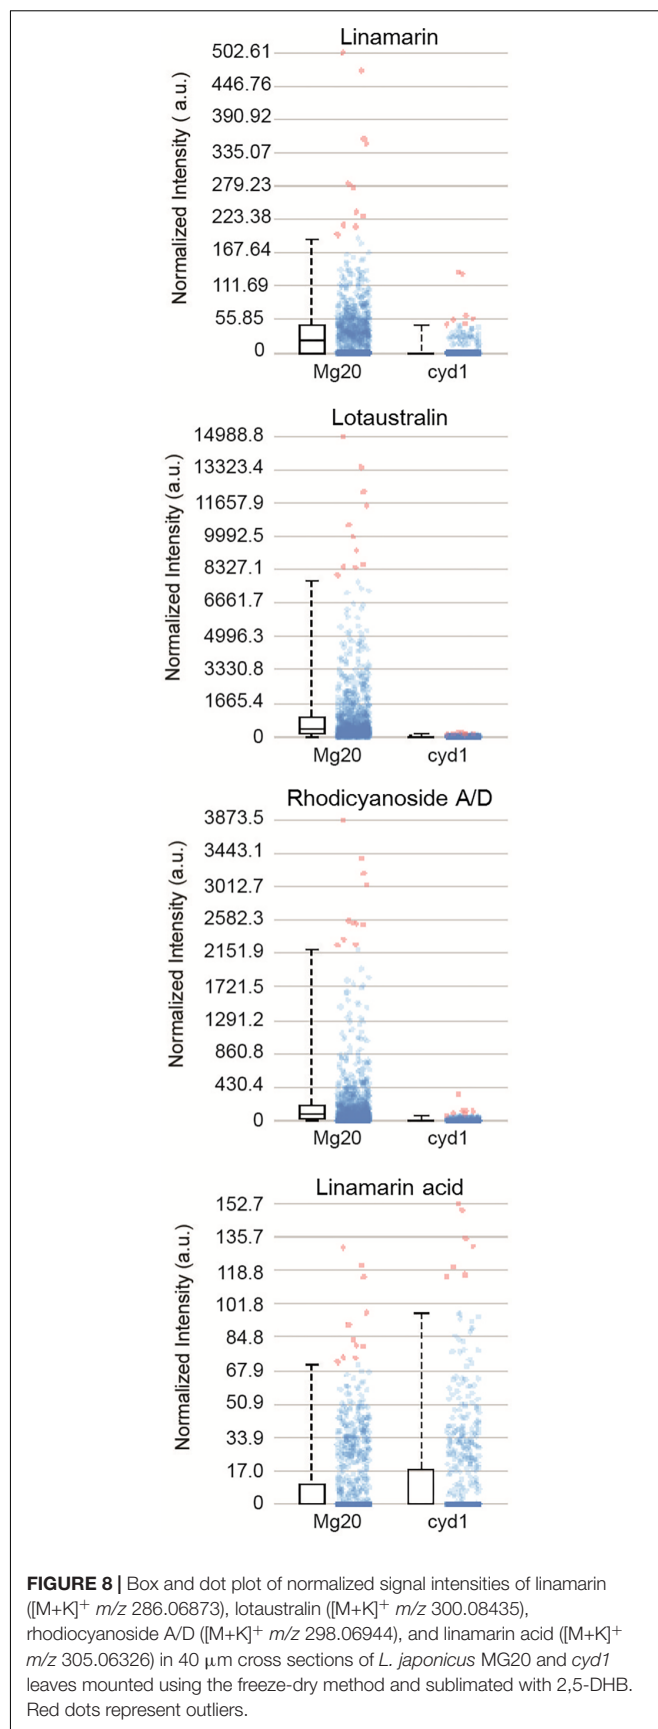 Linamarin
Normalized Intensity ( a.u.)
502.61
446.76
390.92
335.07
279.23
223.38
167.64
111.69
55.85
0
Mg20 cyd1
Lotaustralin
Normalized Intensity (a.u.)
14988.8
13323.4
11657.9
9992.5
8327.1
6661.7
4996.3
3330.8
1665.4
0
Mg20 cyd1
Rhodicyanoside A/D
Normalized Intensity (a.u.)
3873.5
3443.1
3012.7
2582.3
2151.9
1721.5
1291.2
860.8
430.4
0
Mg20 cyd1
Linamarin acid
Normalized Intensity (a.u.)
152.7
135.7
118.8
101.8
84.8
67.9
50.9
33.9
17.0
0
Mg20 cyd1
FIGURE 8 | Box and dot plot of normalized signal intensities of linamarin
([M+K]⁺ m/z 286.06873), lotaustralin ([M+K]⁺ m/z 300.08435),
rhodiocyanoside A/D ([M+K]⁺ m/z 298.06944), and linamarin acid ([M+K]⁺
m/z 305.06326) in 40 μm cross sections of L. japonicus MG20 and cyd1
leaves mounted using the freeze-dry method and sublimated with 2,5-DHB.
Red dots represent outliers.